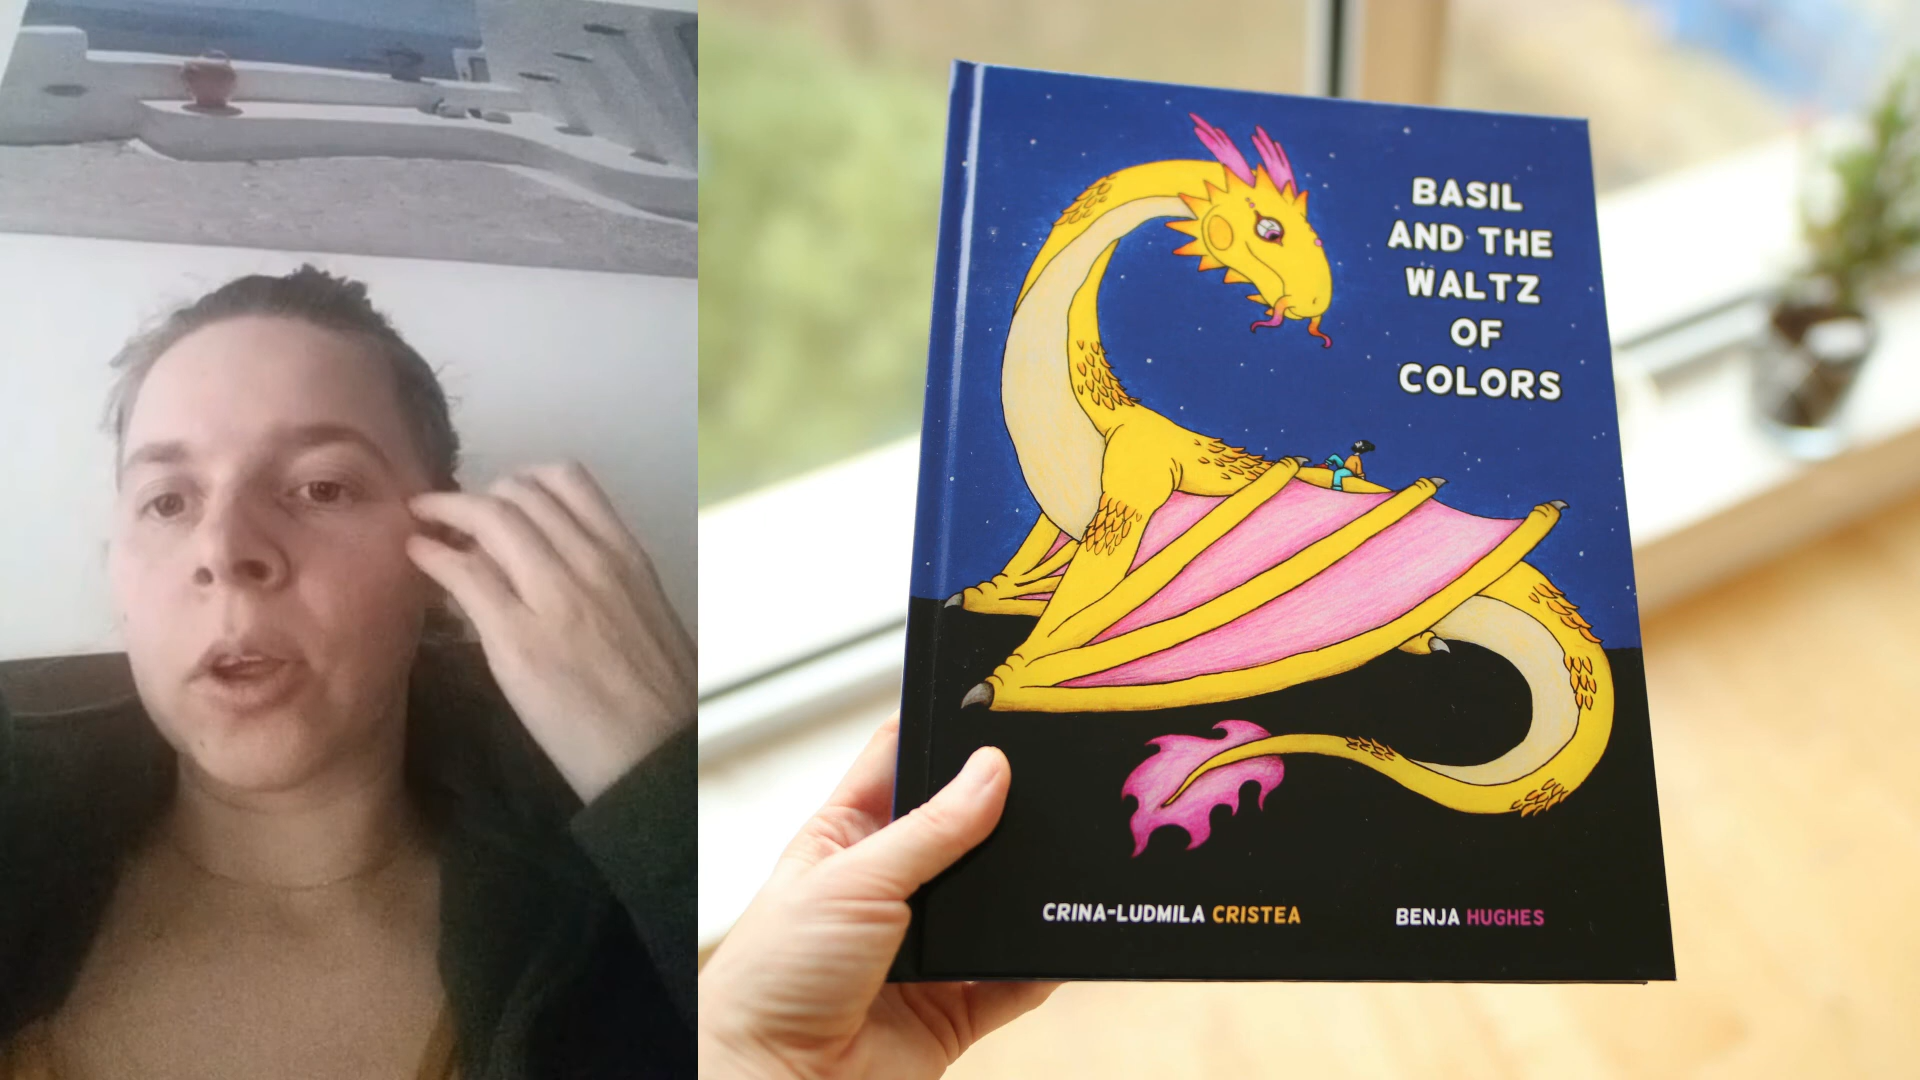 BASIL
AND THE
WALTZ
OF
COLORS
CRINA-LUDMILA CRISTEA
BENJA HUGHES